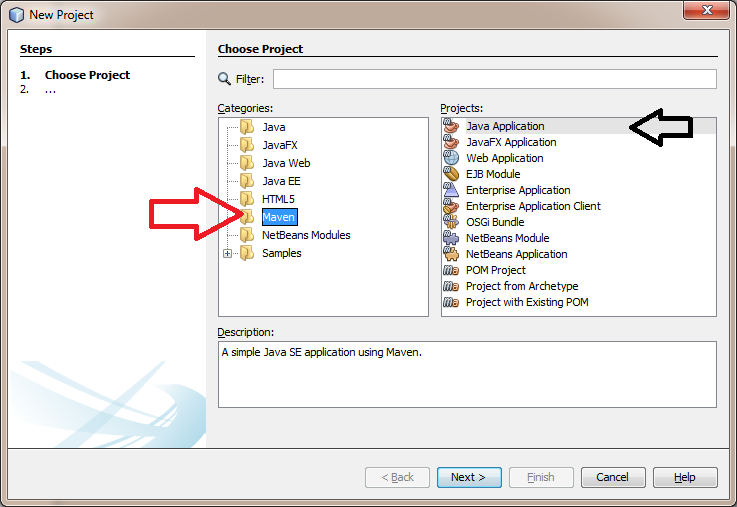 New Project
Steps
1. Choose Project
2. ...
Choose Project
Filter:
Categories:
Java
JavaFX
Java Web
Java EE
HTML5
Maven
NetBeans Modules
Samples
Projects:
Java Application
JavaFX Application
Web Application
EJB Module
Enterprise Application
Enterprise Application Client
OSGi Bundle
NetBeans Module
NetBeans Application
POM Project
Project from Archetype
Project with Existing POM
Description:
A simple Java SE application using Maven.
< Back
Next >
Finish
Cancel
Help